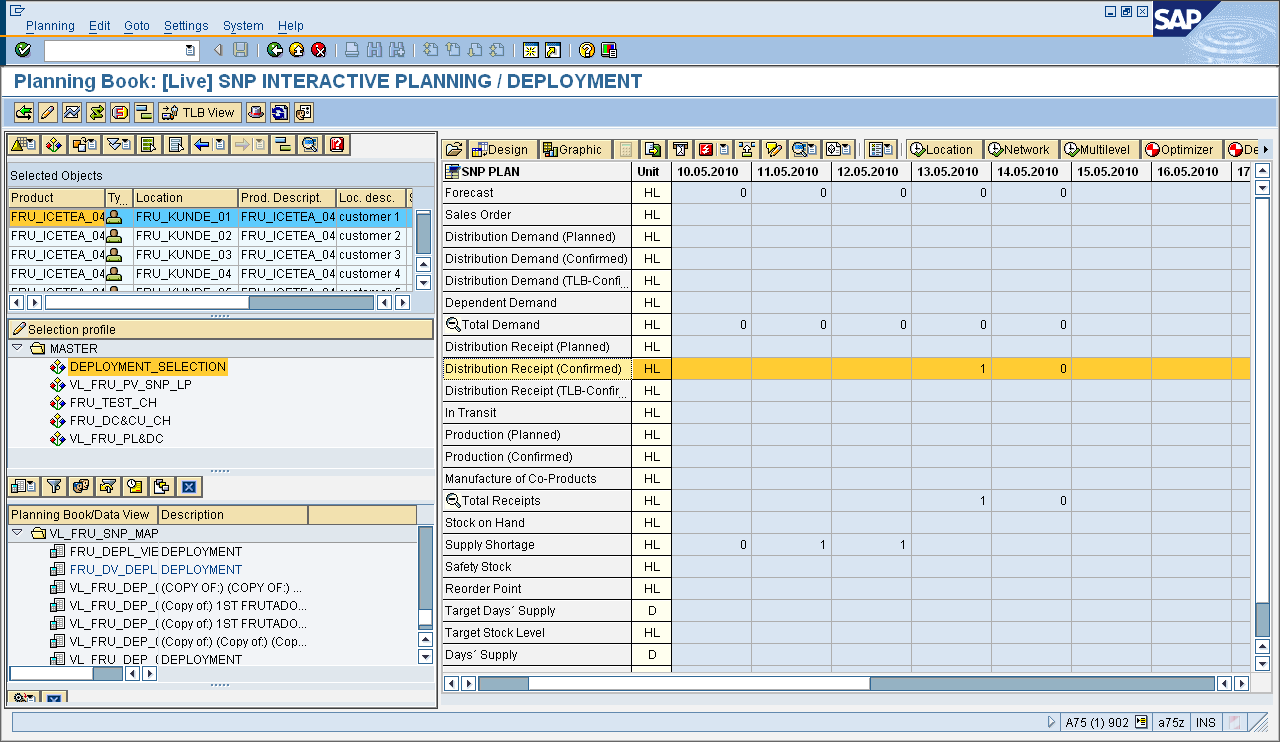 Planning Edit Goto Settings System Help
SAP
Planning Book: [Live] SNP INTERACTIVE PLANNING / DEPLOYMENT
TLB View
Selected Objects
Product Ty... Location Prod. Descript. Loc. desc.
FRU_ICETEA_04 FRU_KUNDE_01 FRU_ICETEA_04 customer 1
FRU_ICETEA_04 FRU_KUNDE_02 FRU_ICETEA_04 customer 2
FRU_ICETEA_04 FRU_KUNDE_03 FRU_ICETEA_04 customer 3
FRU_ICETEA_04 FRU_KUNDE_04 FRU_ICETEA_04 customer 4
Selection profile
MASTER
DEPLOYMENT_SELECTION
VL_FRU_PV_SNP_LP
FRU_TEST_CH
FRU_DC&CU_CH
VL_FRU_PL&DC
Planning Book/Data View Description
VL_FRU_SNP_MAP
FRU_DEPL_VIE DEPLOYMENT
FRU_DV_DEPL DEPLOYMENT
VL_FRU_DEP_( (COPY OF:) (COPY OF:) ...
VL_FRU_DEP_( (Copy of:) 1ST FRUTADO...
VL_FRU_DEP_( (Copy of:) 1ST FRUTADO...
VL_FRU_DEP_( (Copy of:) (Copy of:) (Cop...
VL_FRU_DEP_( DEPLOYMENT
Design Graphic Location Network Multilevel Optimizer De
SNP PLAN Unit 10.05.2010 11.05.2010 12.05.2010 13.05.2010 14.05.2010 15.05.2010 16.05.2010 17
Forecast HL 0 0 0 0 0
Sales Order HL
Distribution Demand (Planned) HL
Distribution Demand (Confirmed) HL
Distribution Demand (TLB-Confi... HL
Dependent Demand HL
Total Demand HL 0 0 0 0 0
Distribution Receipt (Planned) HL
Distribution Receipt (Confirmed) HL 1 0
Distribution Receipt (TLB-Confir... HL
In Transit HL
Production (Planned) HL
Production (Confirmed) HL
Manufacture of Co-Products HL
Total Receipts HL 1 0
Stock on Hand HL
Supply Shortage HL 0 1 1
Safety Stock HL
Reorder Point HL
Target Days´ Supply D
Target Stock Level HL
Days´ Supply D
A75 (1) 902 a75z INS